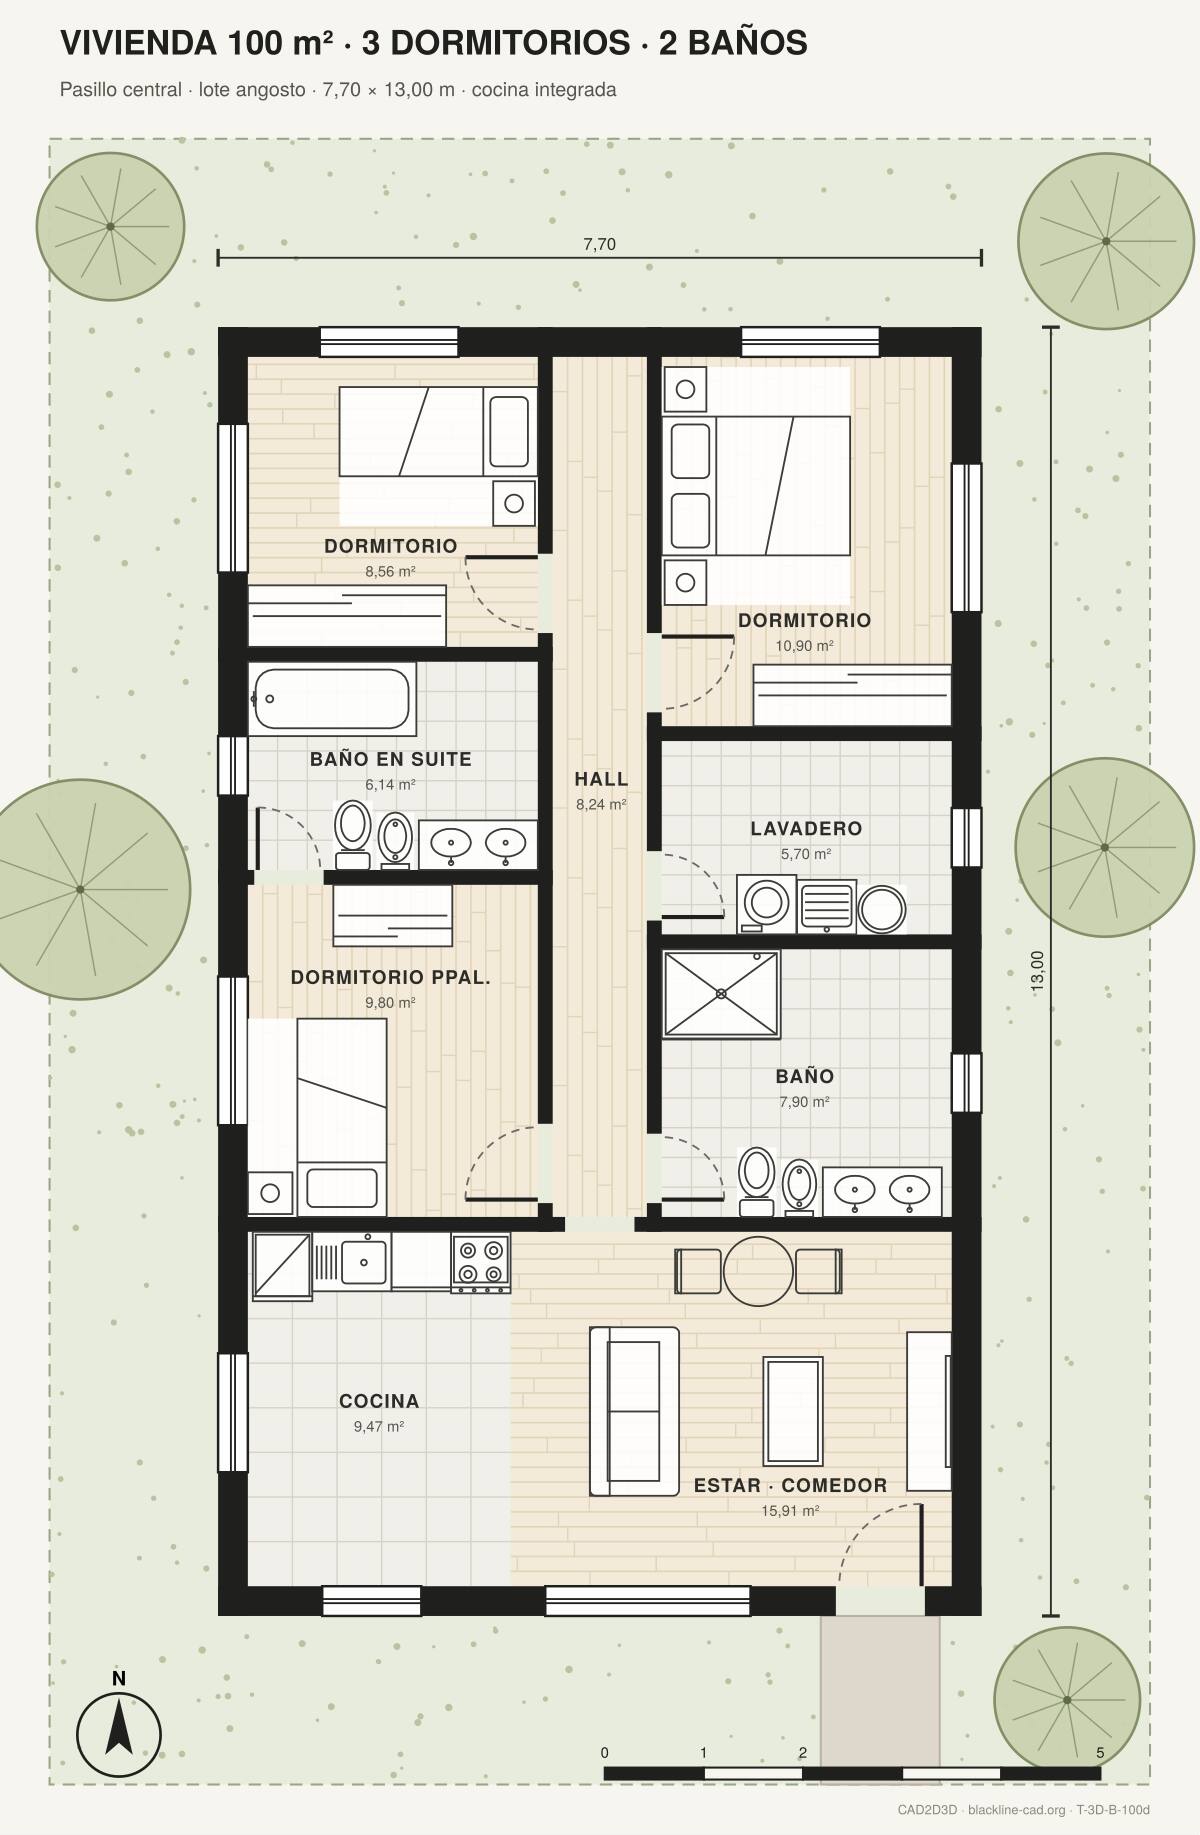 VIVIENDA 100 m² · 3 DORMITORIOS · 2 BAÑOS
Pasillo central · lote angosto · 7,70 × 13,00 m · cocina integrada
7,70
DORMITORIO
8,56 m²
DORMITORIO
10,90 m²
BAÑO EN SUITE
6,14 m²
HALL
8,24 m²
LAVADERO
5,70 m²
DORMITORIO PPAL.
9,80 m²
13,00
BAÑO
7,90 m²
COCINA
9,47 m²
ESTAR · COMEDOR
15,91 m²
N
0 1 2 5
CAD2D3D · blackline-cad.org · T-3D-B-100d